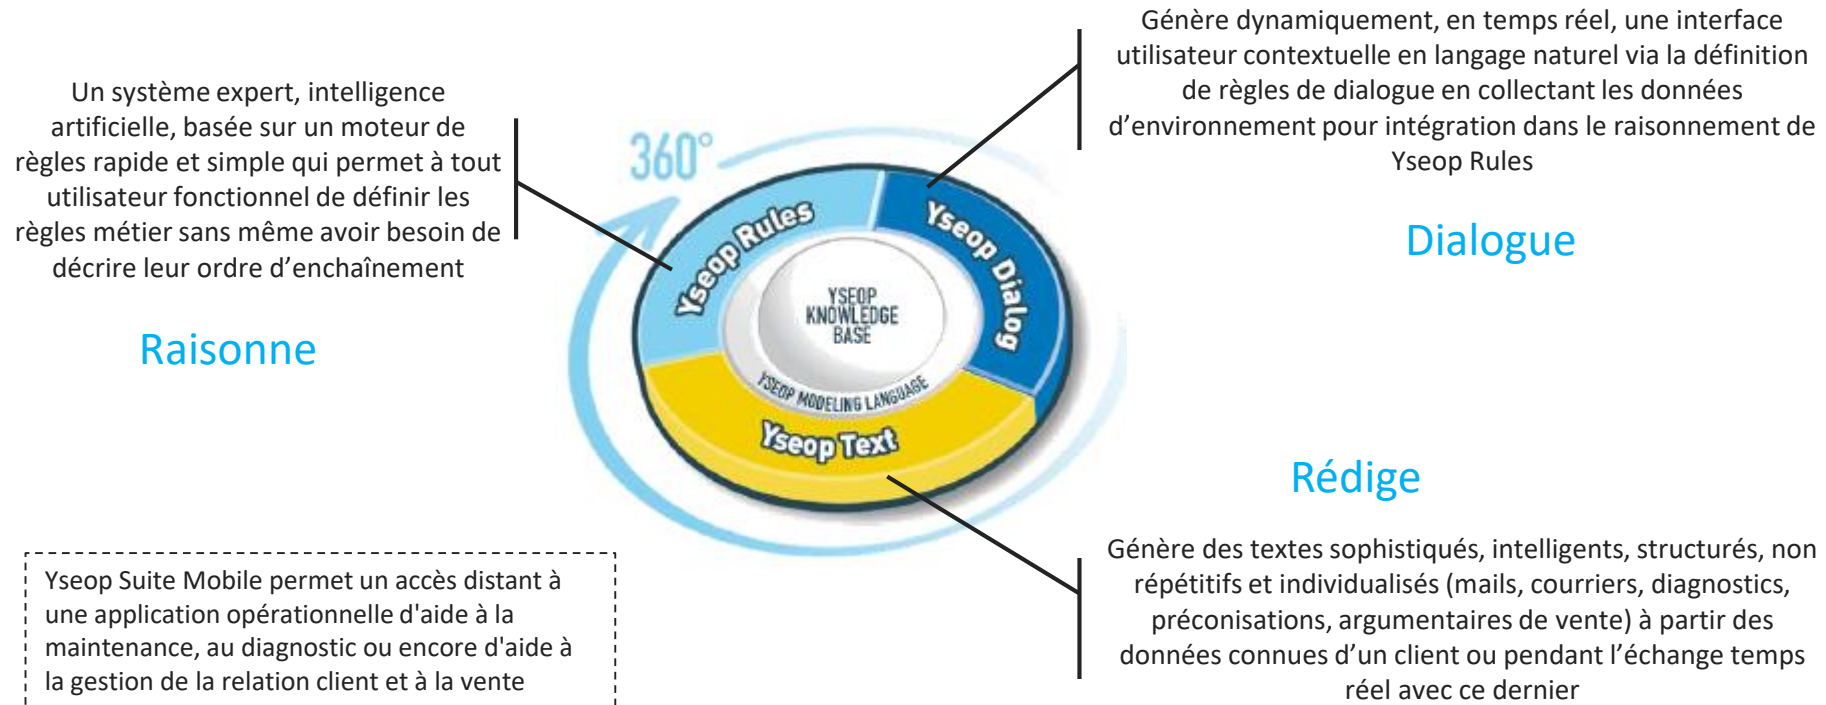 Un système expert, intelligence
artificielle, basée sur un moteur de
règles rapide et simple qui permet à tout
utilisateur fonctionnel de définir les
règles métier sans même avoir besoin de
décrire leur ordre d’enchaînement
Raisonne
Génère dynamiquement, en temps réel, une interface
utilisateur contextuelle en langage naturel via la définition
de règles de dialogue en collectant les données
d’environnement pour intégration dans le raisonnement de
Yseop Rules
Dialogue
360°
Yseop Rules
Yseop Dialog
YSEOP
KNOWLEDGE
BASE
YSEOP MODELING LANGUAGE
Yseop Text
Rédige
Génère des textes sophistiqués, intelligents, structurés, non
répétitifs et individualisés (mails, courriers, diagnostics,
préconisations, argumentaires de vente) à partir des
données connues d’un client ou pendant l’échange temps
réel avec ce dernier
Yseop Suite Mobile permet un accès distant à
une application opérationnelle d'aide à la
maintenance, au diagnostic ou encore d'aide à
la gestion de la relation client et à la vente